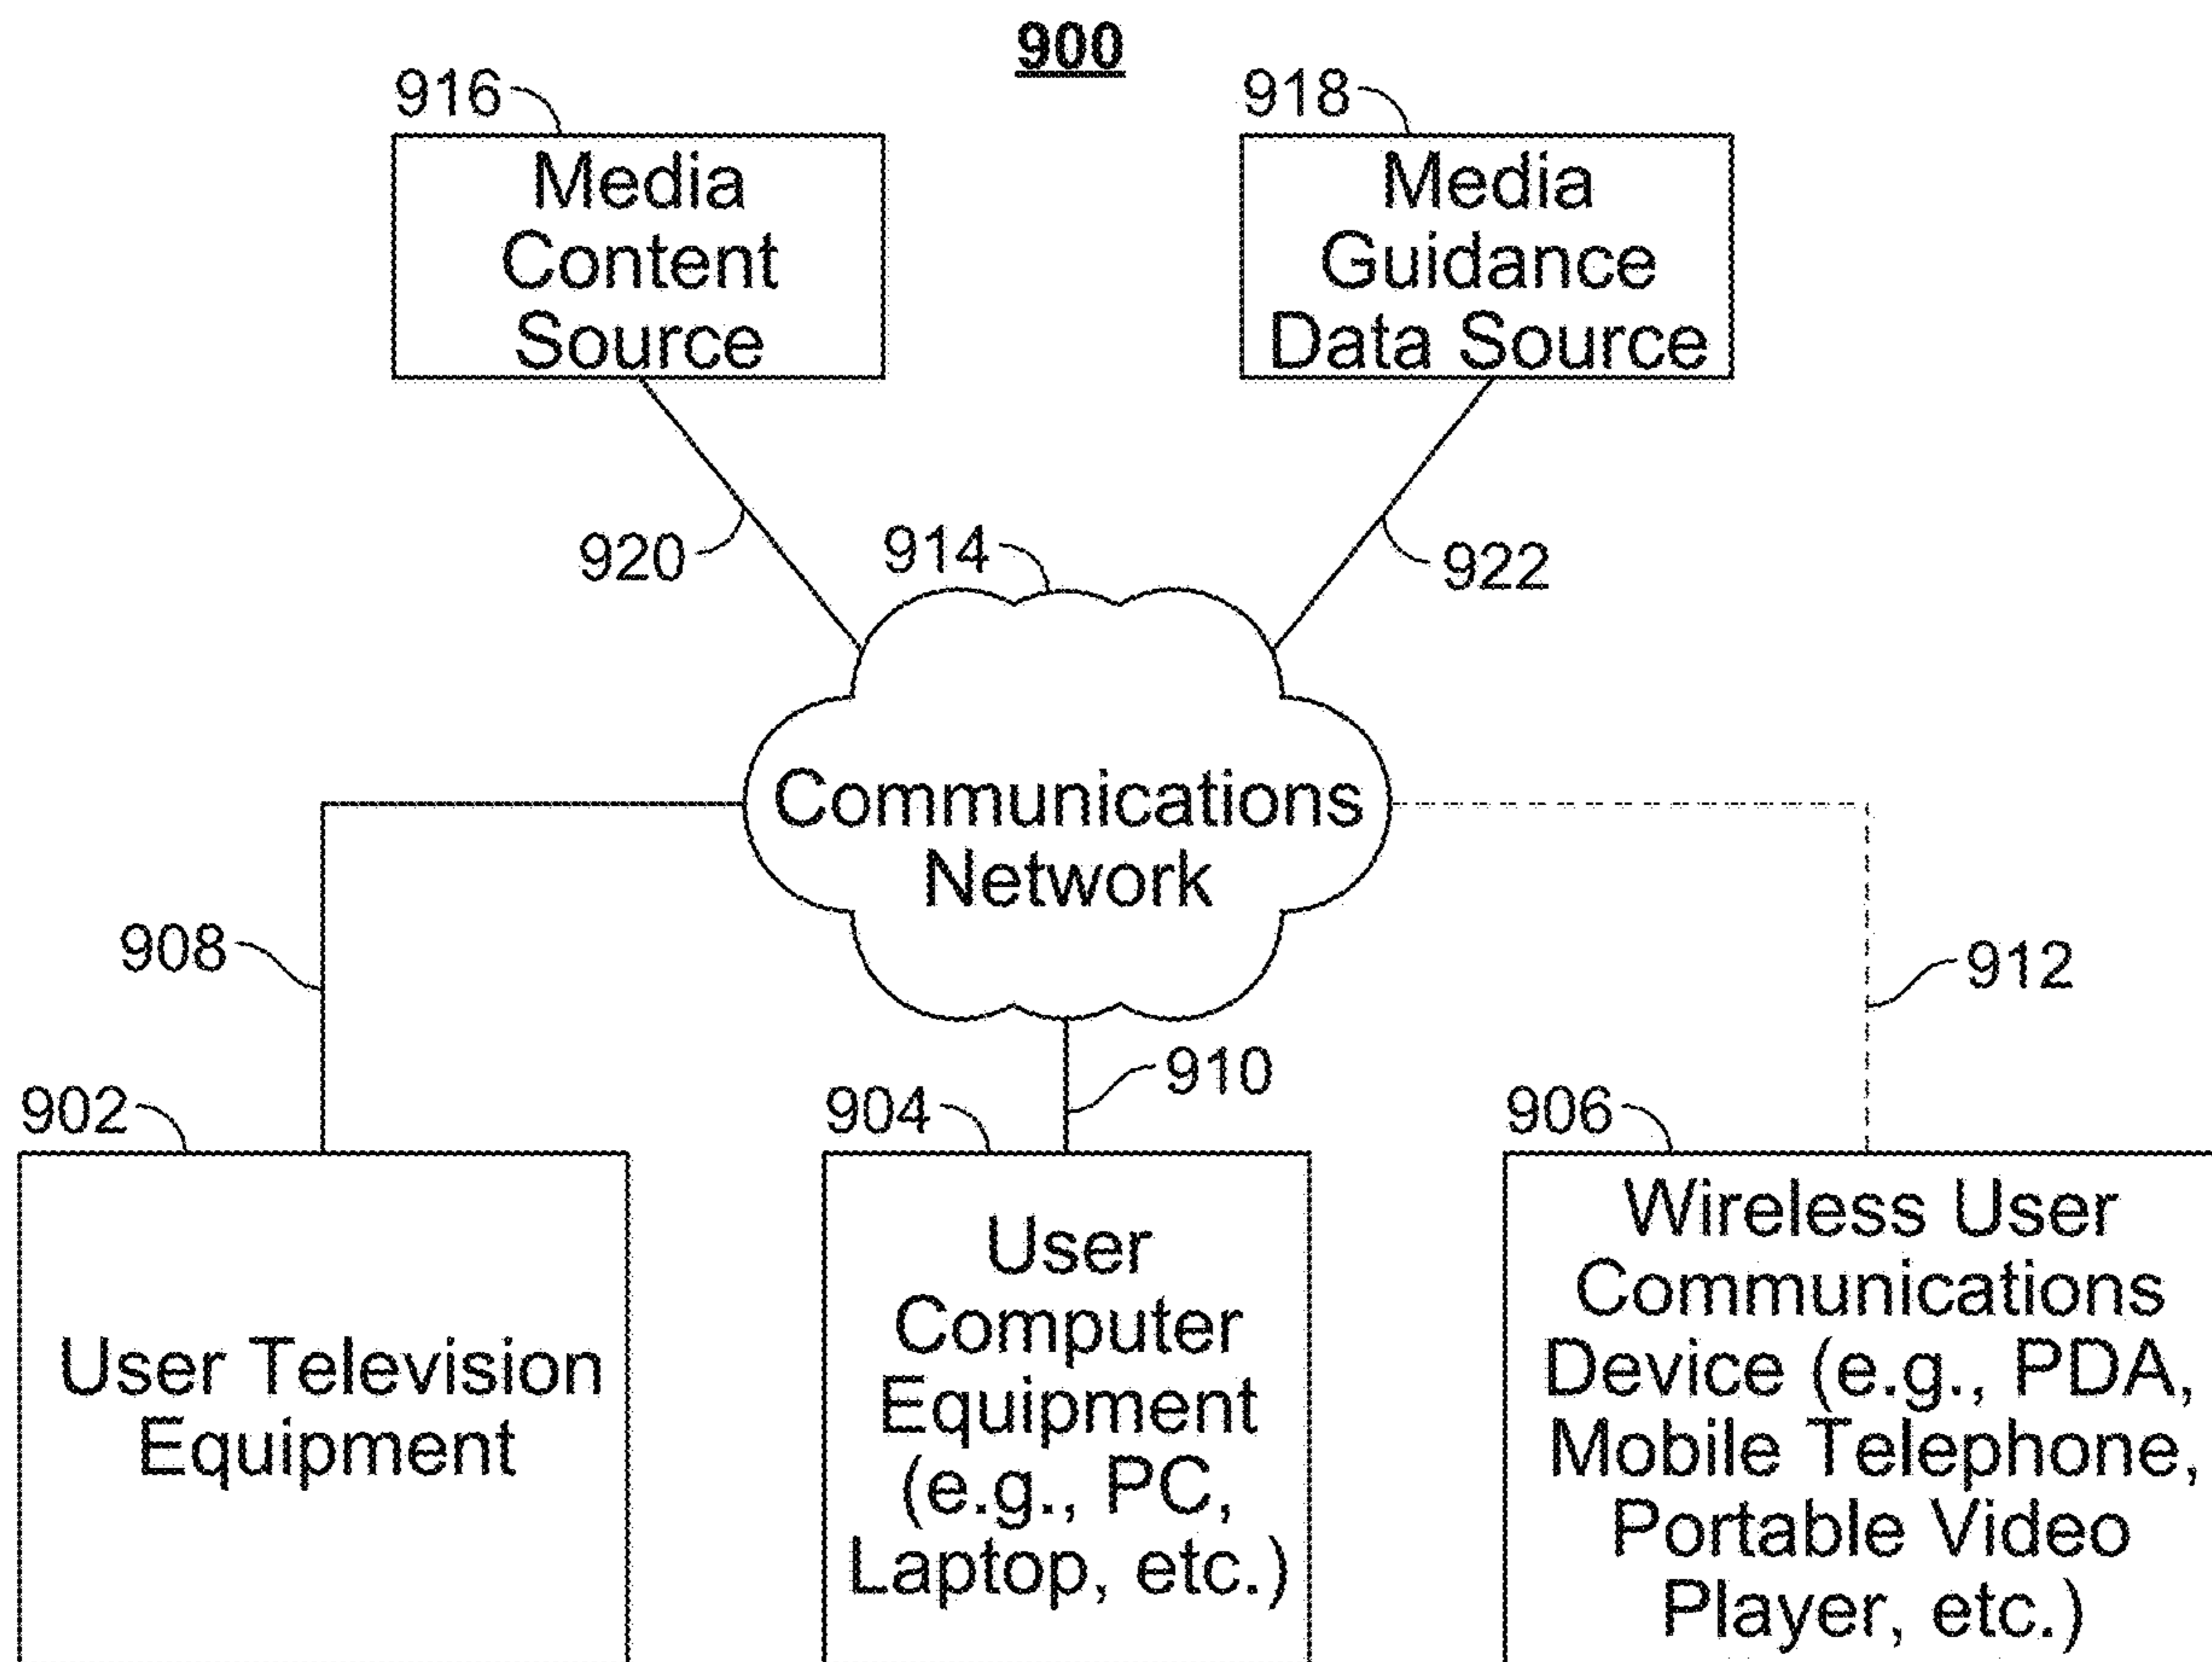 900
916
918
Media
Content
Source
Media
Guidance
Data Source
920
914
922
Communications
Network
908
912
910
902
904
906
User Television
Equipment
User
Computer
Equipment
(e.g., PC,
Laptop, etc.)
Wireless User
Communications
Device (e.g., PDA,
Mobile Telephone,
Portable Video
Player, etc.)